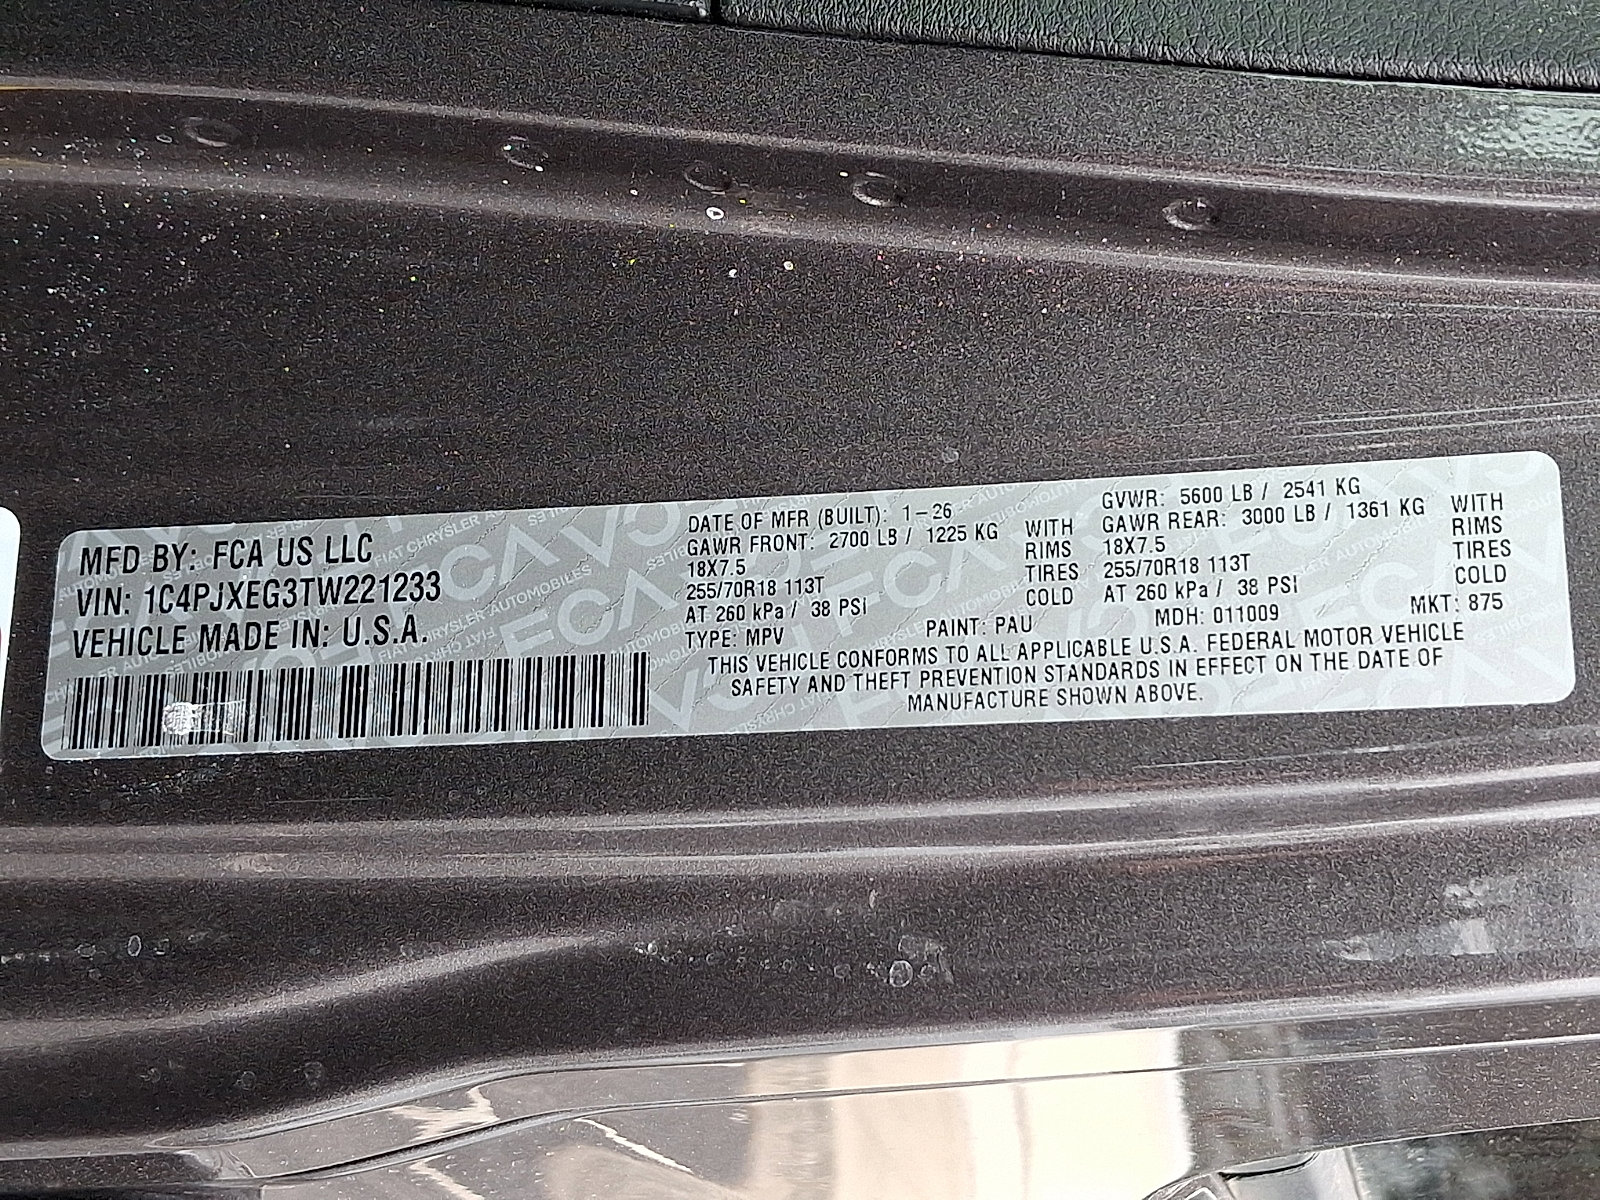 MFD BY: FCA US LLC
VIN: 1C4PJXEG3TW221233
VEHICLE MADE IN: U.S.A.
DATE OF MFR (BUILT): 1-26
GAWR FRONT: 2700 LB / 1225 KG WITH
18X7.5 RIMS
255/70R18 113T TIRES
AT 260 kPa / 38 PSI COLD
GVWR: 5600 LB / 2541 KG
GAWR REAR: 3000 LB / 1361 KG WITH
18X7.5 RIMS
255/70R18 113T TIRES
AT 260 kPa / 38 PSI COLD
TYPE: MPV PAINT: PAU MDH: 011009 MKT: 875
THIS VEHICLE CONFORMS TO ALL APPLICABLE U.S.A. FEDERAL MOTOR VEHICLE
SAFETY AND THEFT PREVENTION STANDARDS IN EFFECT ON THE DATE OF
MANUFACTURE SHOWN ABOVE.